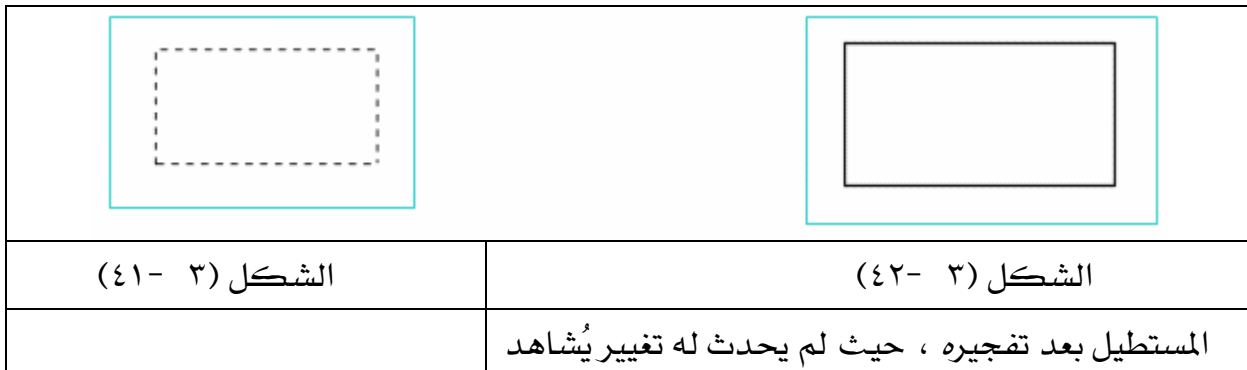 الشكل (٣ -٤٢)
الشكل (٣ -٤١)
المستطيل بعد تفجيره ، حيث لم يحدث له تغيير يُشاهد